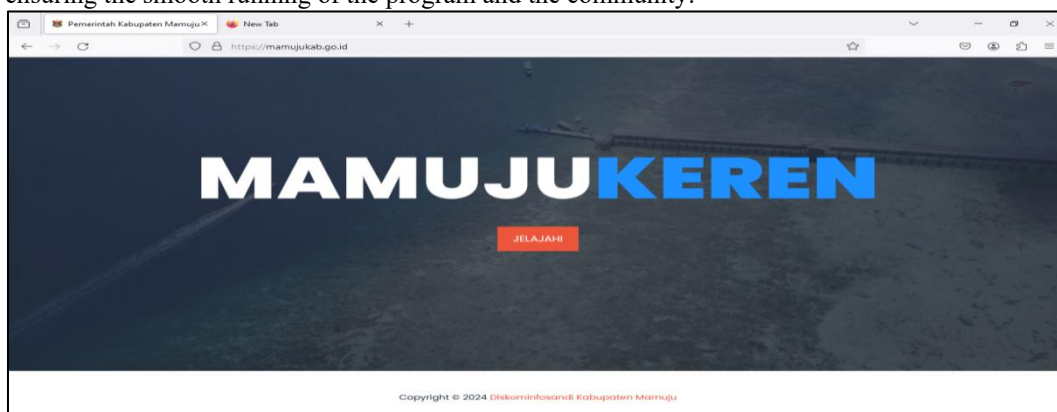 ensuring the smooth running of the program and the community.
Pemerintah Kabupaten Mamuju
New Tab
https://mamujukab.go.id
MAMUJUKEREN
JELAJAHI
Copyright © 2024 Diskominfosandi Kabupaten Mamuju